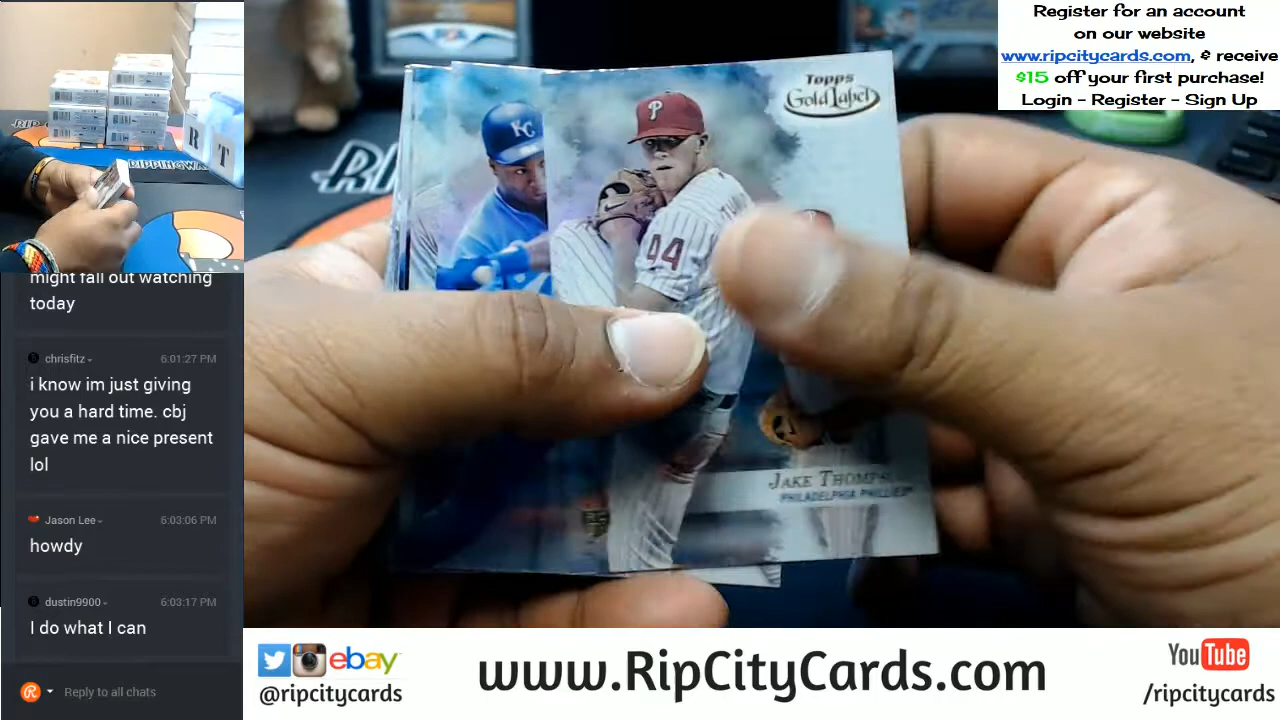 Register for an account
on our website
www.ripcitycards.com, & receive
$15 off your first purchase!
Login - Register - Sign Up
Topps
Gold Label
P
KC
44
JAKE
PHILADELPHIA PHILLIES
RIPPINGWA
R
T
might fall out watching
today
chrisfitz
6:01:27 PM
i know im just giving
you a hard time. cbj
gave me a nice present
lol
Jason Lee
6:03:06 PM
howdy
dustin9900
6:03:17 PM
I do what I can
Reply to all chats
ebay
@ripcitycards
www.RipCityCards.com
YouTube
/ripcitycards